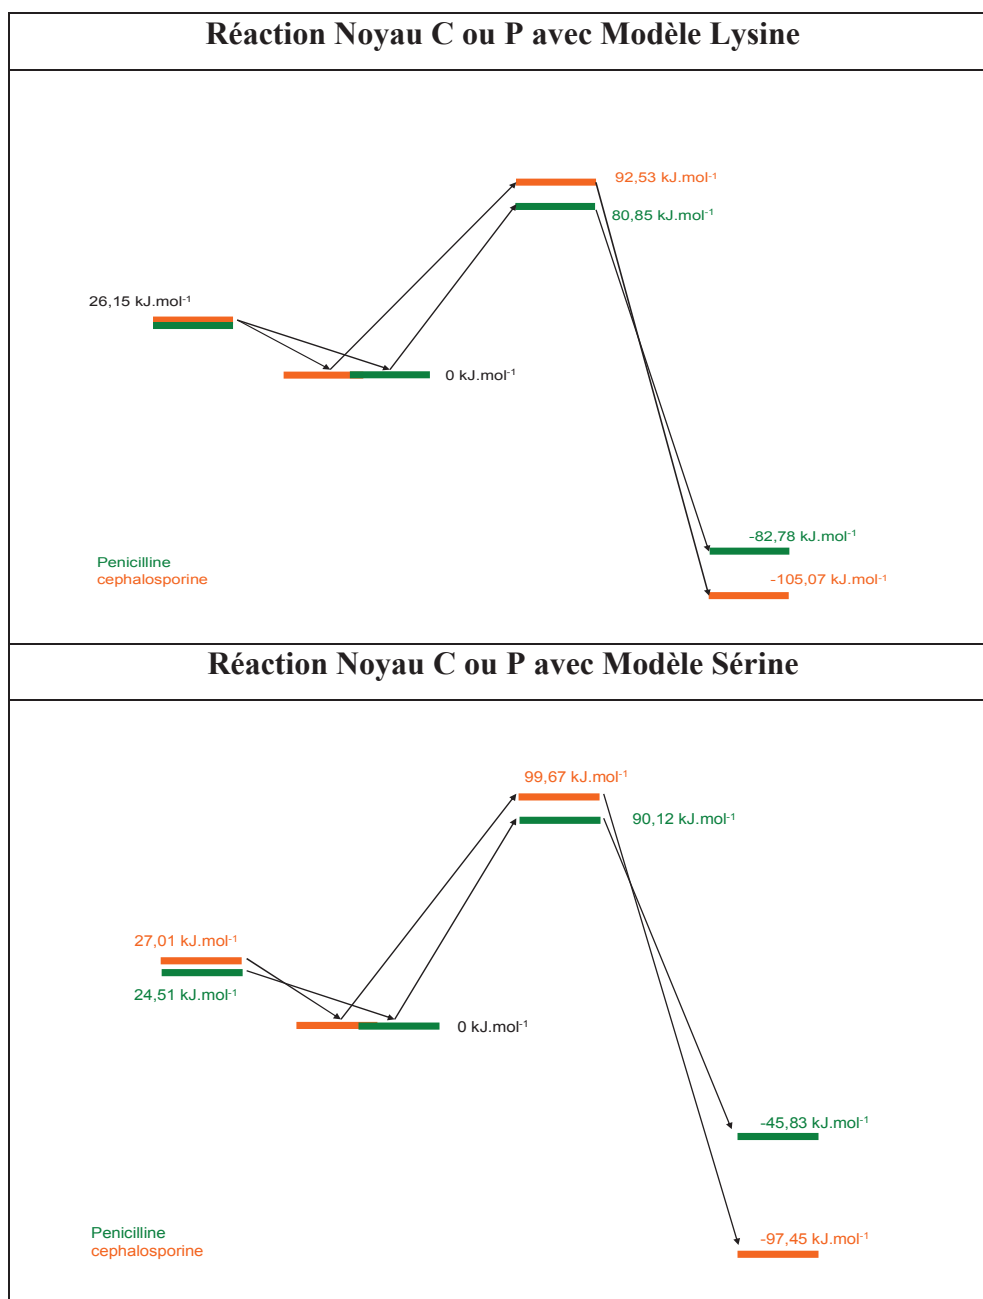 Réaction Noyau C ou P avec Modèle Lysine
92,53 kJ.mol-1
80,85 kJ.mol-1
26,15 kJ.mol-1
0 kJ.mol-1
-82,78 kJ.mol-1
-105,07 kJ.mol-1
Penicilline
cephalosporine
Réaction Noyau C ou P avec Modèle Sérine
99,67 kJ.mol-1
90,12 kJ.mol-1
27,01 kJ.mol-1
24,51 kJ.mol-1
0 kJ.mol-1
-45,83 kJ.mol-1
-97,45 kJ.mol-1
Penicilline
cephalosporine